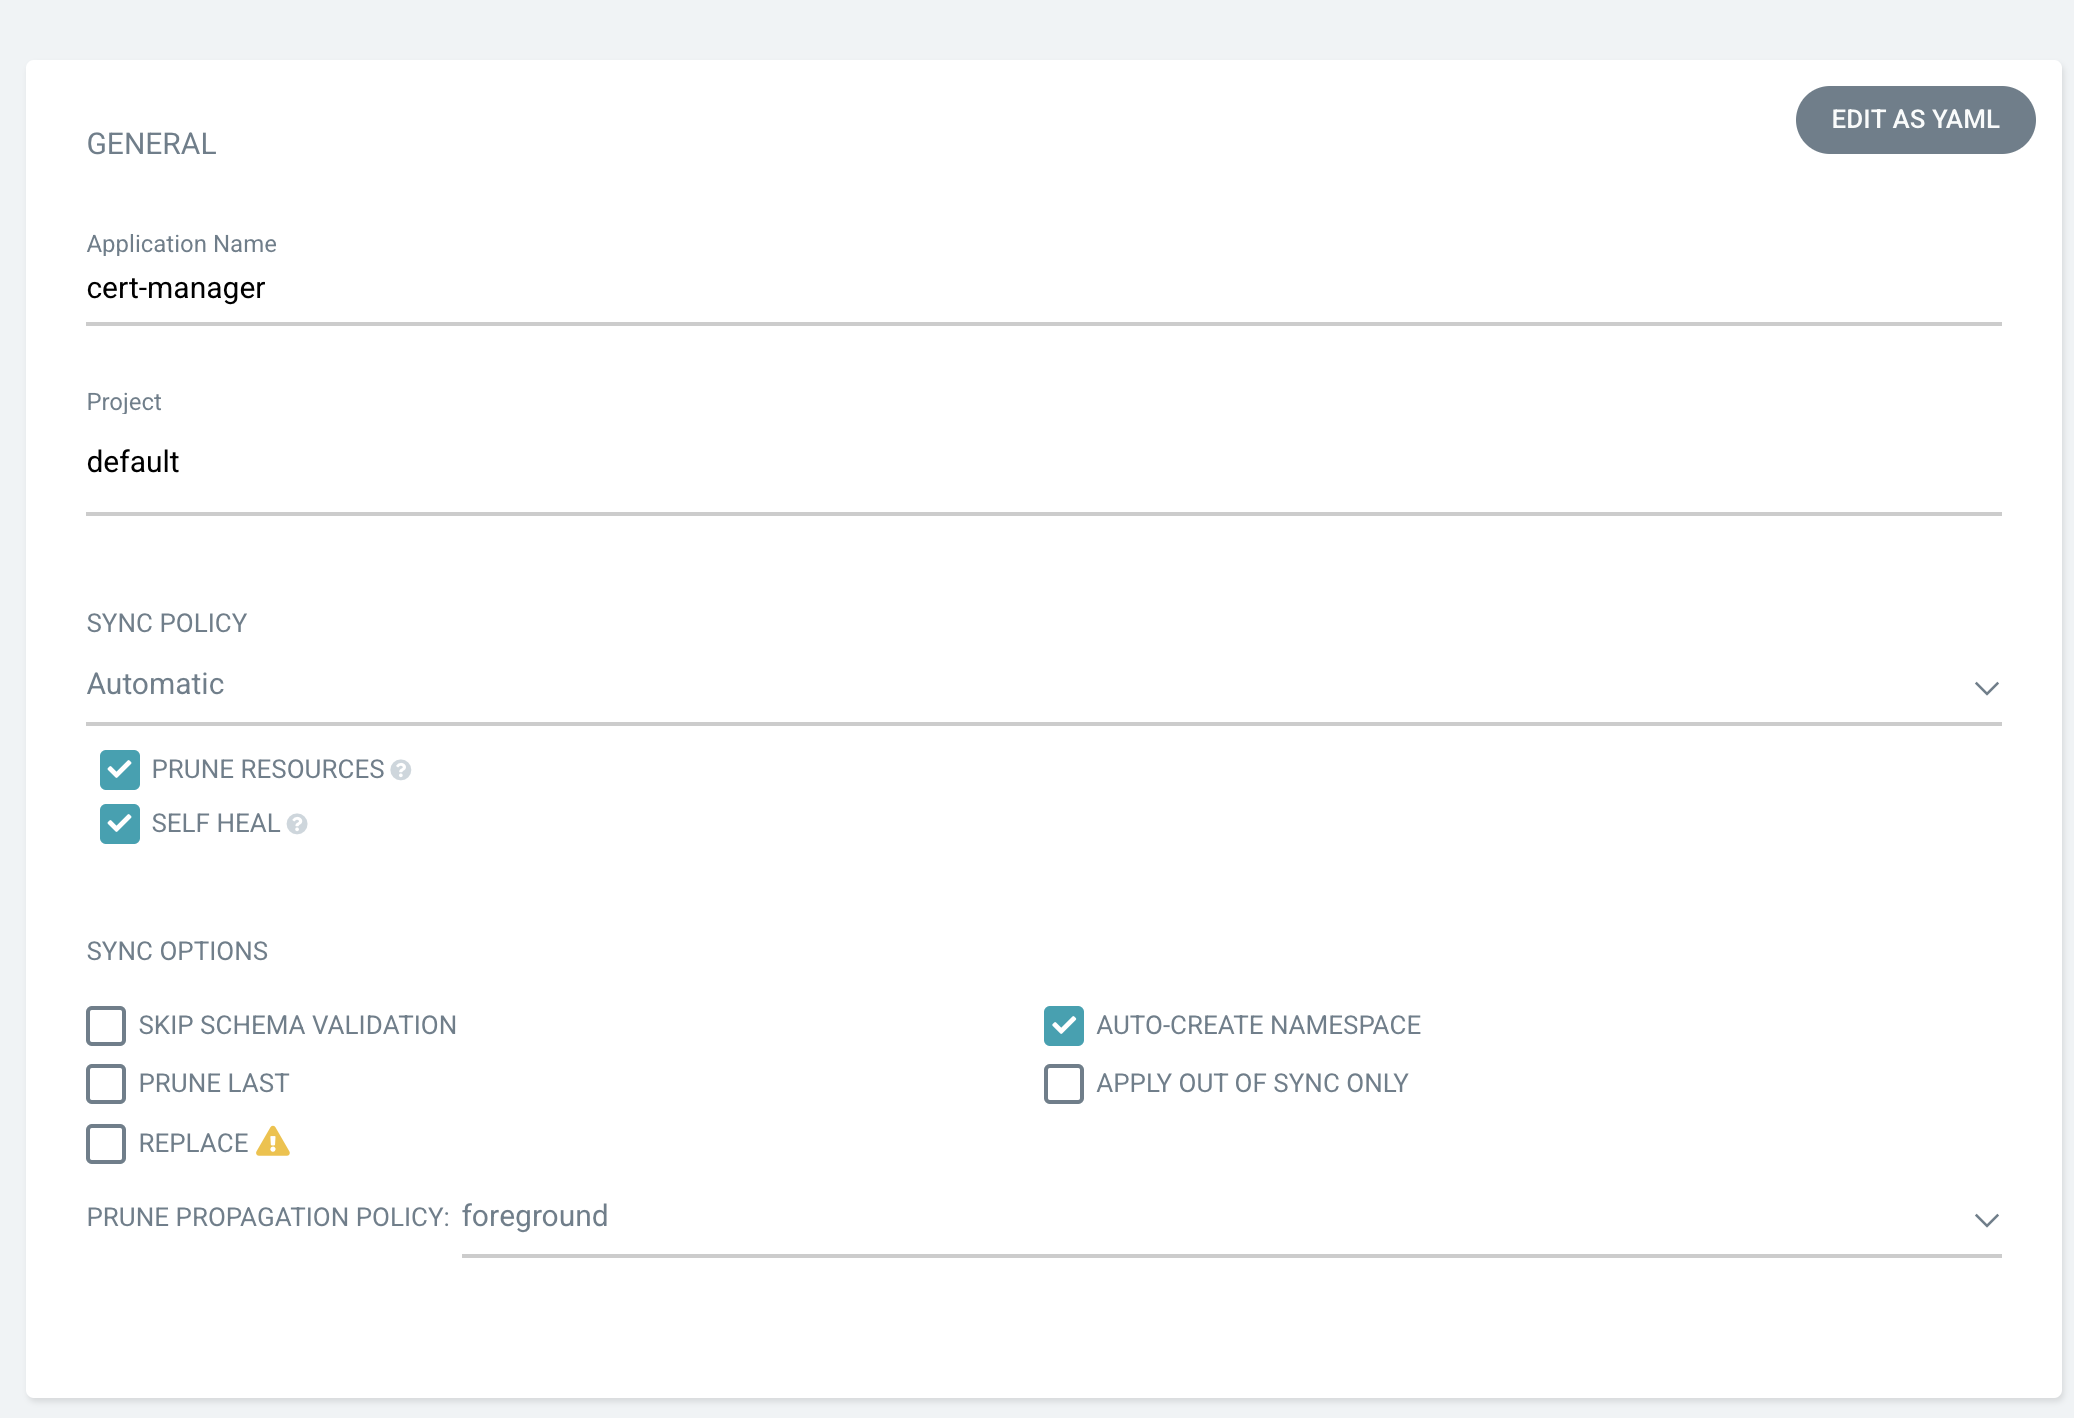 GENERAL
EDIT AS YAML
Application Name
cert-manager
Project
default
SYNC POLICY
Automatic
PRUNE RESOURCES
SELF HEAL
SYNC OPTIONS
SKIP SCHEMA VALIDATION
AUTO-CREATE NAMESPACE
PRUNE LAST
APPLY OUT OF SYNC ONLY
REPLACE
PRUNE PROPAGATION POLICY: foreground